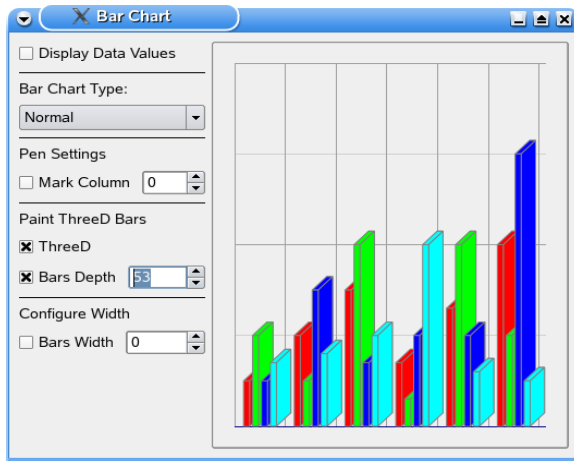 Bar Chart
Display Data Values
Bar Chart Type:
Normal
Pen Settings
Mark Column 0
Paint ThreeD Bars
ThreeD
Bars Depth 53
Configure Width
Bars Width 0